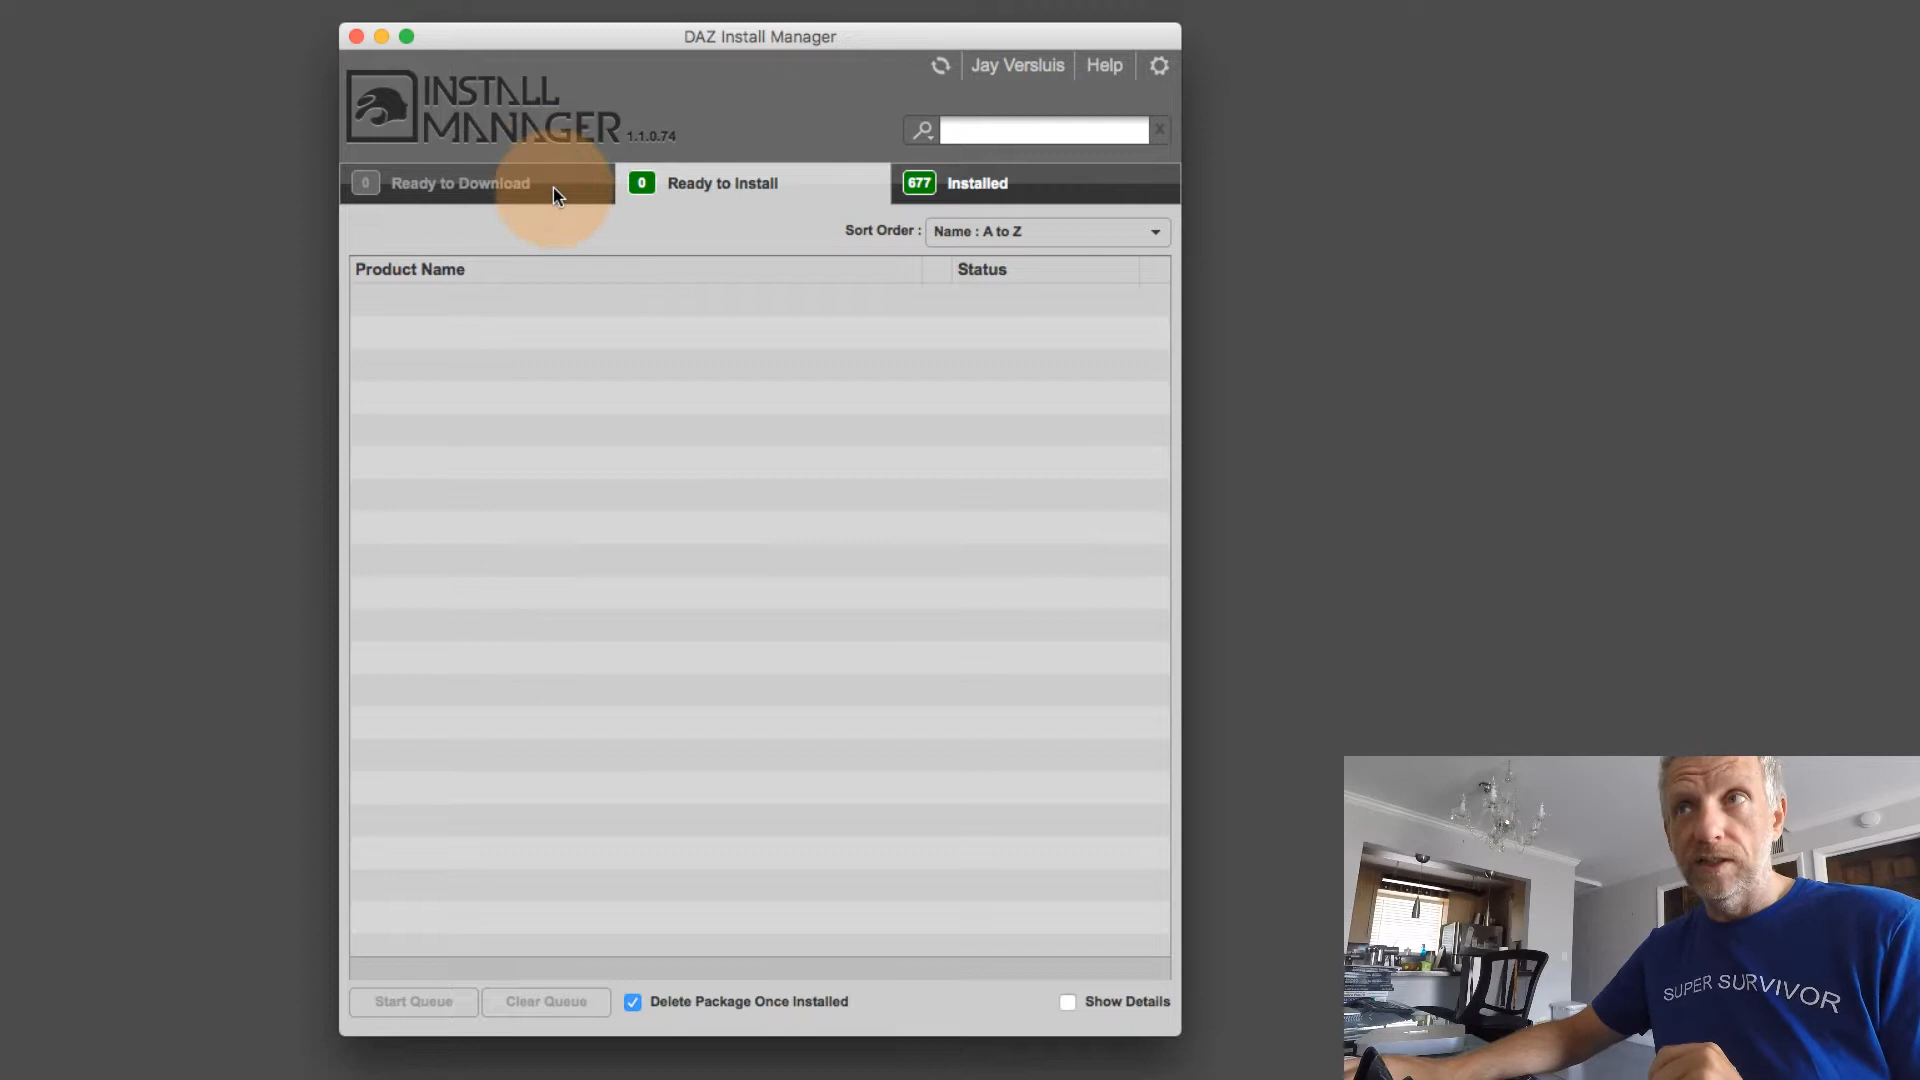 DAZ Install Manager
Jay Versluis
Help
INSTALL
MANAGER 1.1.0.74
X
0 Ready to Download
0 Ready to Install
677 Installed
Sort Order : Name : A to Z
Product Name
Status
Start Queue
Clear Queue
Delete Package Once Installed
Show Details
SUPER SURVIVOR